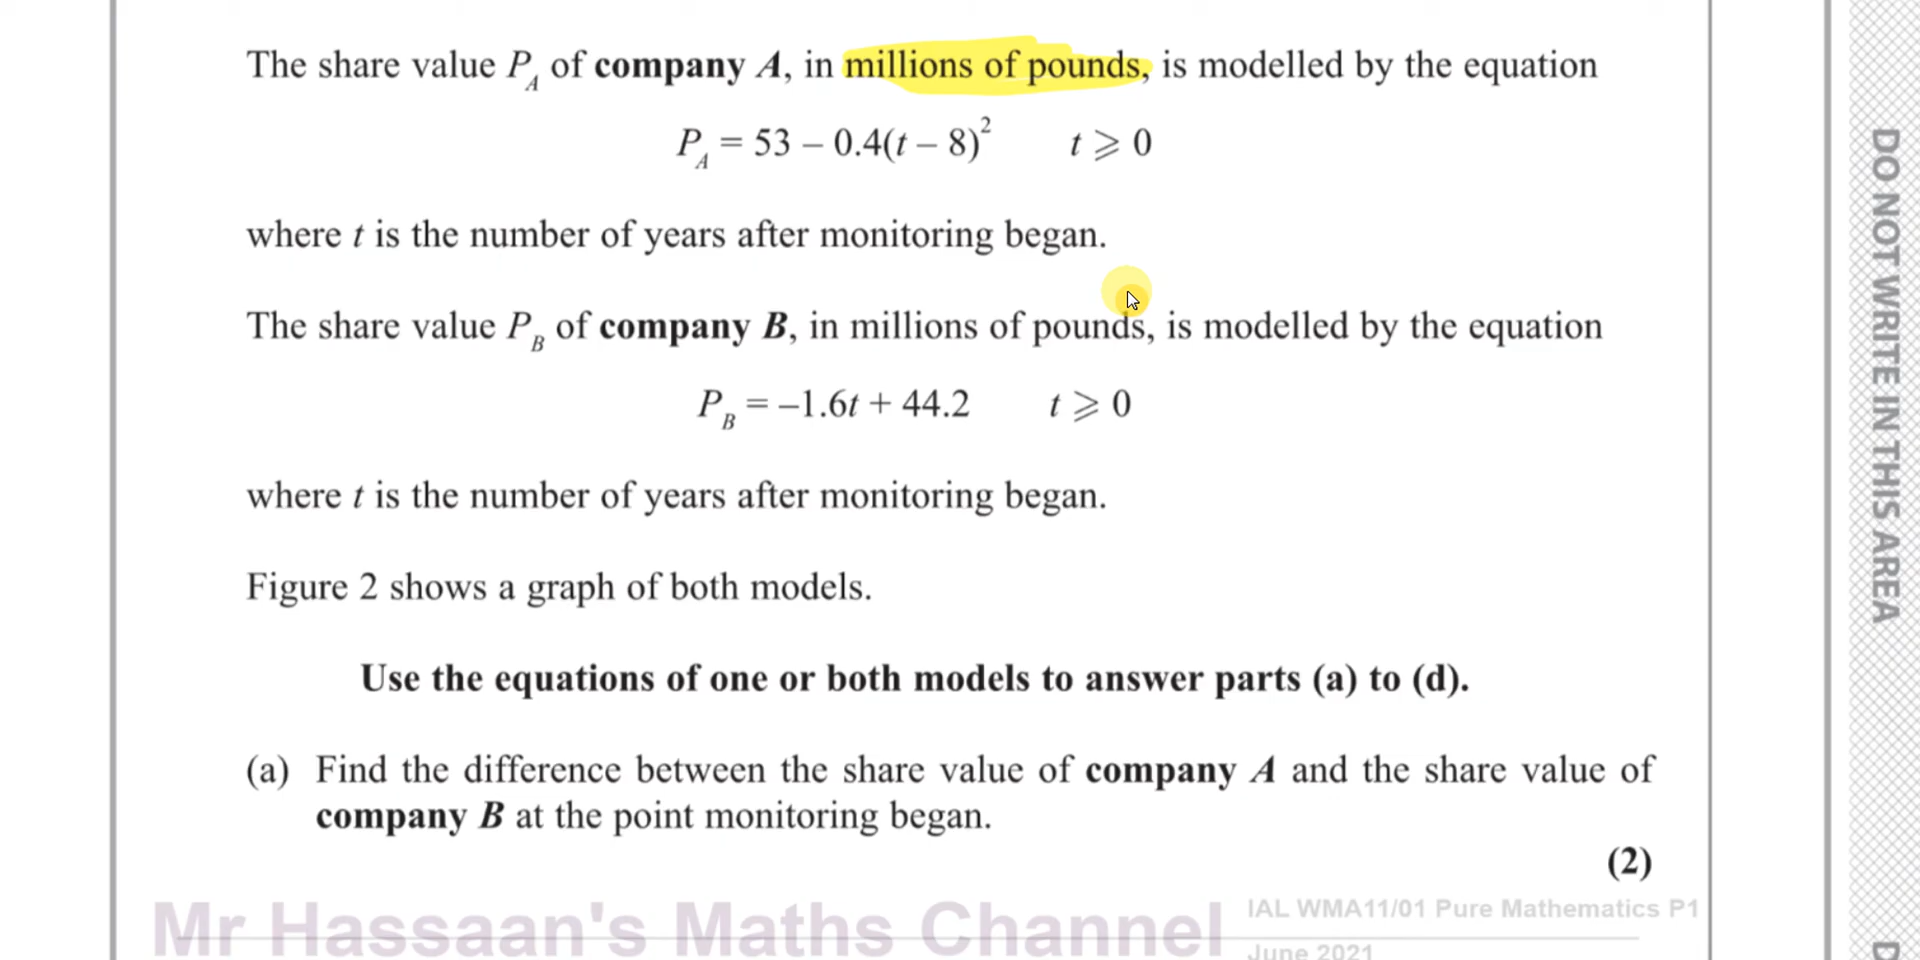 The share value P_A of company A, in millions of pounds, is modelled by the equation
P_A = 53 – 0.4(t – 8)² t ⩾ 0
where t is the number of years after monitoring began.
The share value P_B of company B, in millions of pounds, is modelled by the equation
P_B = –1.6t + 44.2 t ⩾ 0
where t is the number of years after monitoring began.
Figure 2 shows a graph of both models.
Use the equations of one or both models to answer parts (a) to (d).
(a) Find the difference between the share value of company A and the share value of
company B at the point monitoring began.
(2)
Mr Hassaan's Maths Channel
IAL WMA11/01 Pure Mathematics P1
June 2021
DO NOT WRITE IN THIS AREA
D